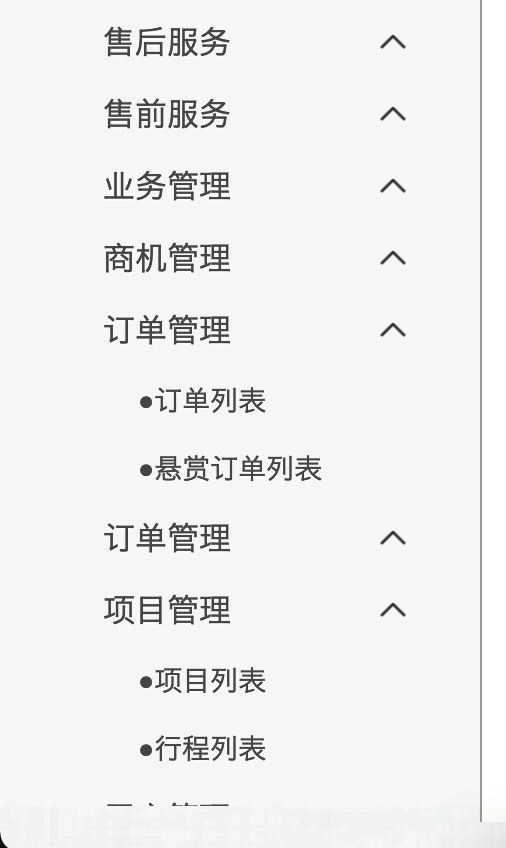 售后服务
售前服务
业务管理
商机管理
订单管理
●订单列表
●悬赏订单列表
订单管理
项目管理
●项目列表
●行程列表